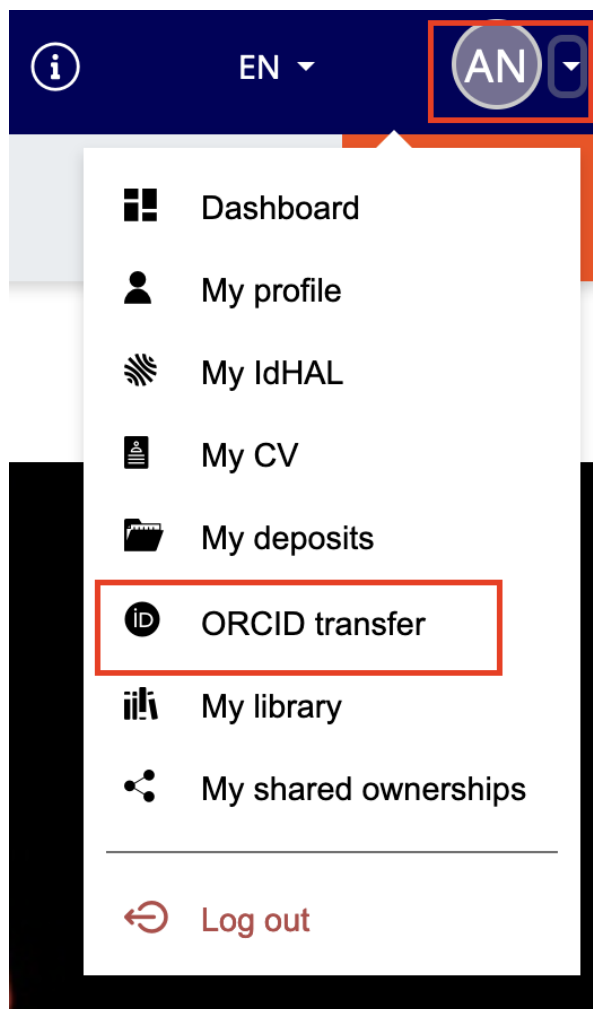 EN
AN
Dashboard
My profile
My IdHAL
My CV
My deposits
iD ORCID transfer
My library
My shared ownerships
Log out